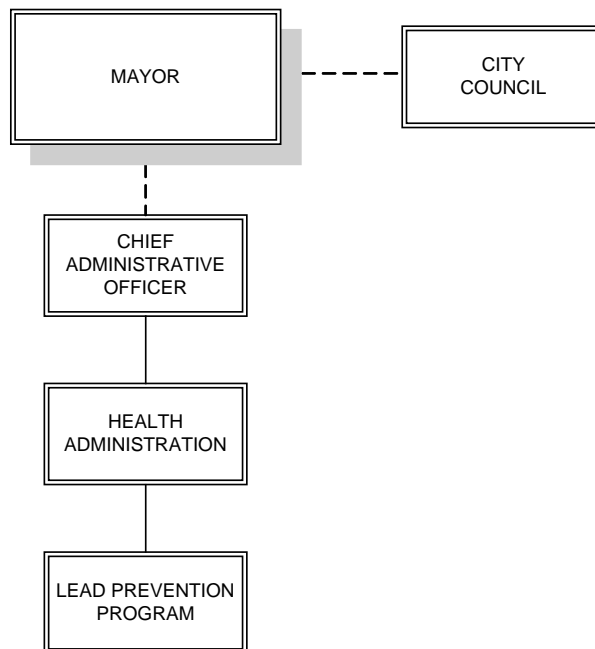 MAYOR
CITY
COUNCIL
CHIEF
ADMINISTRATIVE
OFFICER
HEALTH
ADMINISTRATION
LEAD PREVENTION
PROGRAM